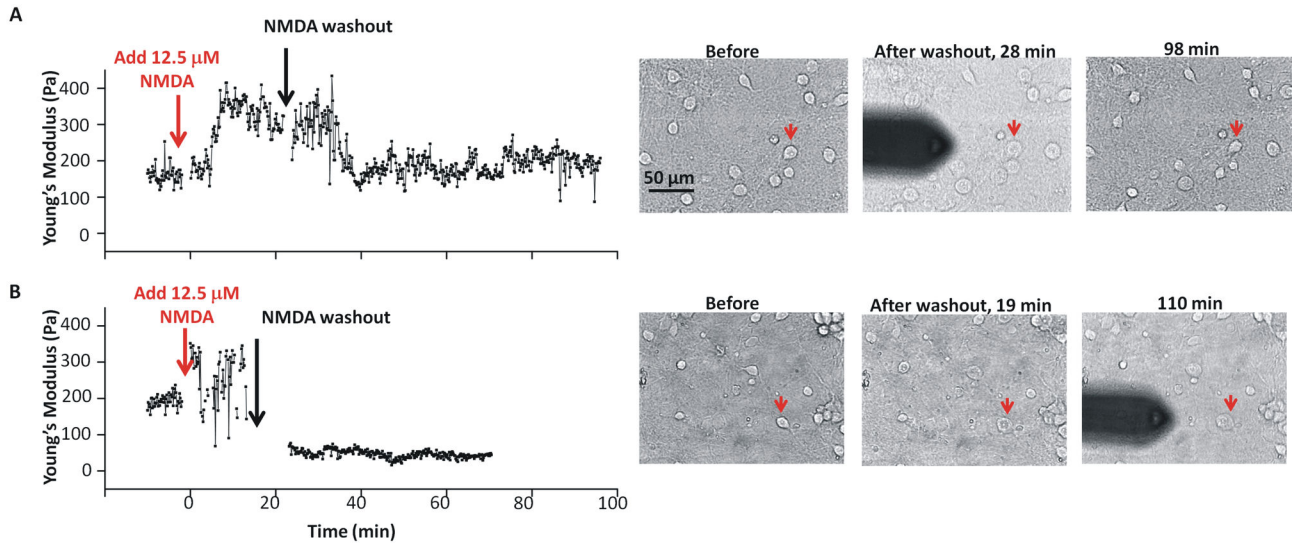 A
NMDA washout
Add 12.5 μM
NMDA
Young's Modulus (Pa)
400
300
200
100
0
Before
After washout, 28 min
98 min
50 μm
B
Add 12.5 μM
NMDA
NMDA washout
Young's Modulus (Pa)
400
300
200
100
0
0
20
40
60
80
100
Time (min)
Before
After washout, 19 min
110 min